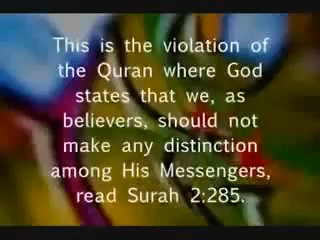 This is the violation of
the Quran where God
states that we, as
believers, should not
make any distinction
among His Messengers,
read Surah 2:285.